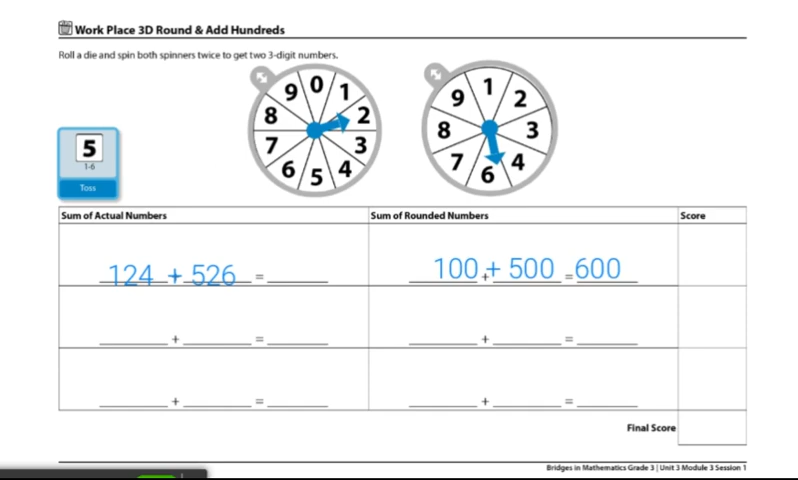 Work Place 3D Round & Add Hundreds
Roll a die and spin both spinners twice to get two 3-digit numbers.
9 0 1
8 2
7 3
6 5 4
9 1 2
8 3
7 6 4
5
1-6
Toss
Sum of Actual Numbers Sum of Rounded Numbers Score
124 + 526 = 100 + 500 = 600
+ = + =
+ = + =
Final Score
Bridges in Mathematics Grade 3 | Unit 3 Module 3 Session 1